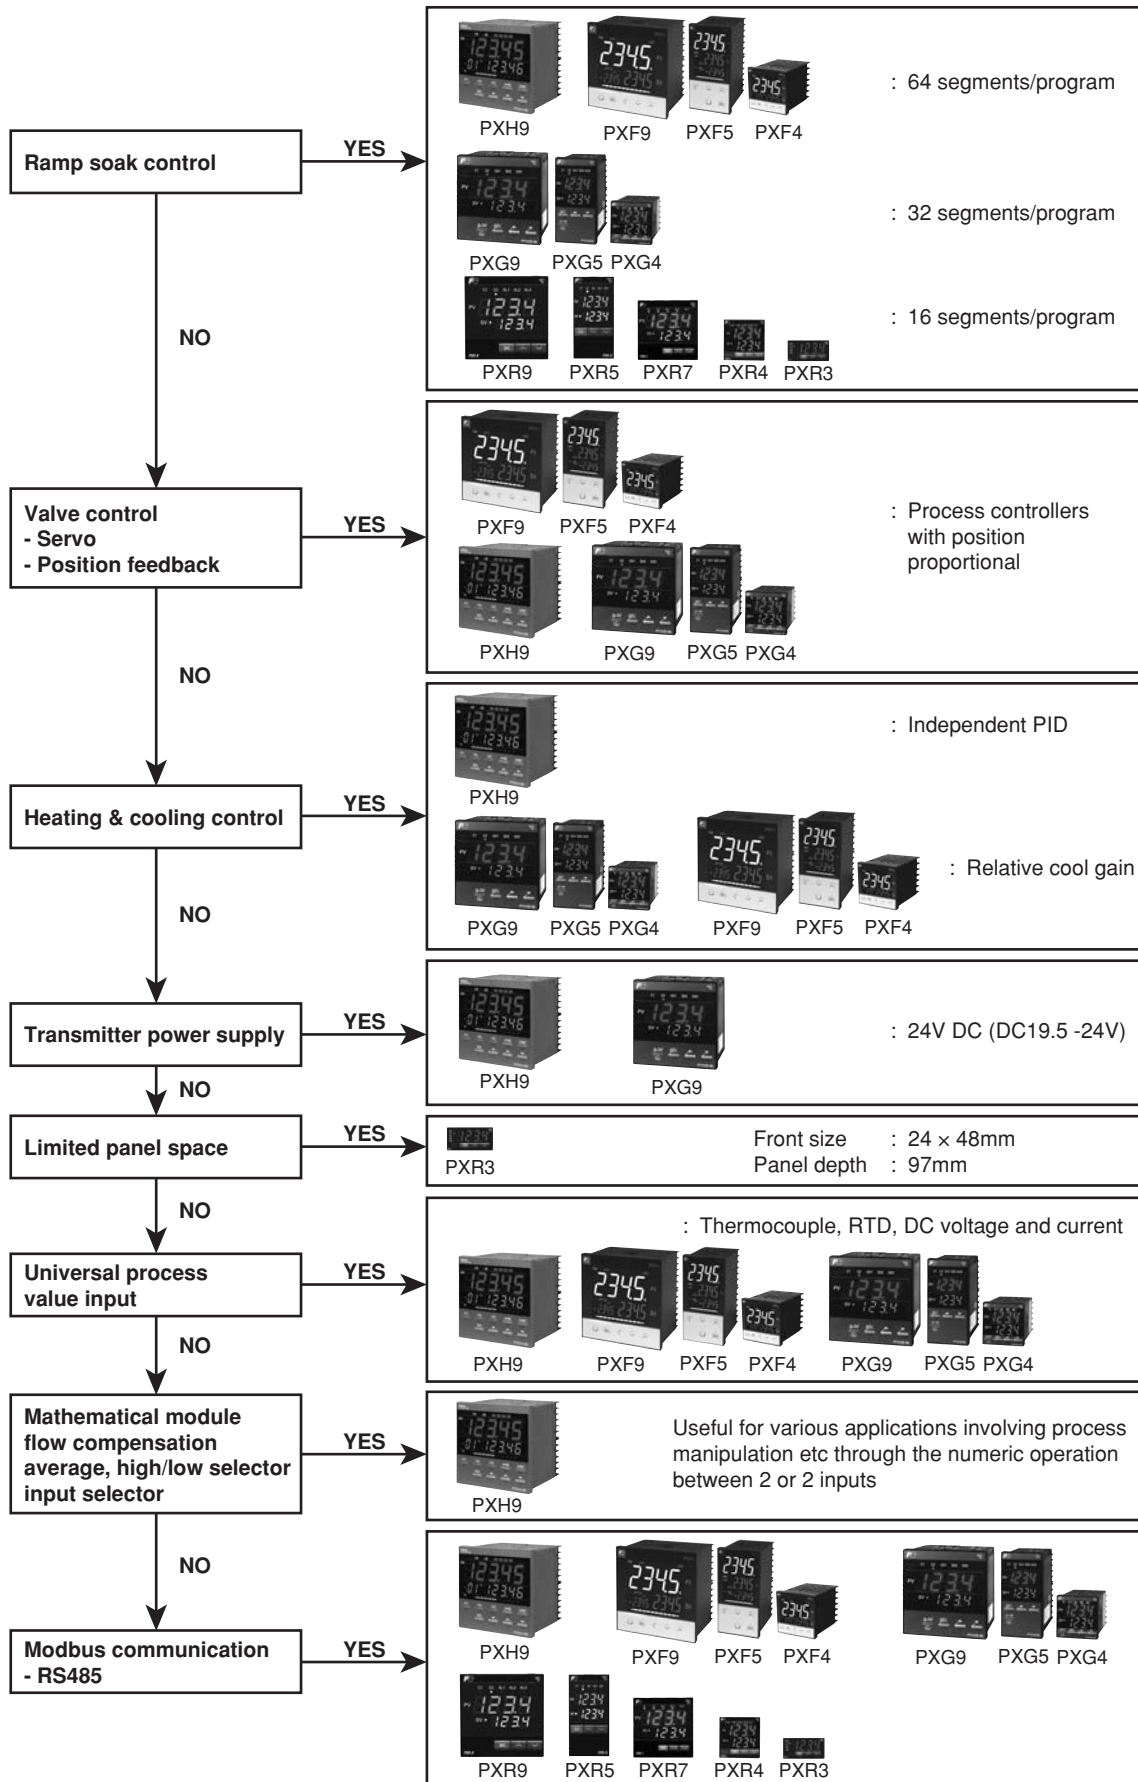 PXH9
PXF9
PXF5
PXF4
: 64 segments/program
Ramp soak control
YES
PXG9
PXG5
PXG4
: 32 segments/program
PXR9
PXR5
PXR7
PXR4
PXR3
: 16 segments/program
NO
Valve control
- Servo
- Position feedback
YES
PXF9
PXF5
PXF4
: Process controllers
with position
proportional
PXH9
PXG9
PXG5
PXG4
NO
Heating & cooling control
YES
PXH9
: Independent PID
PXG9
PXG5
PXG4
PXF9
PXF5
PXF4
: Relative cool gain
NO
Transmitter power supply
YES
PXH9
PXG9
: 24V DC (DC19.5 -24V)
NO
Limited panel space
YES
PXR3
Front size : 24 × 48mm
Panel depth : 97mm
NO
Universal process
value input
YES
: Thermocouple, RTD, DC voltage and current
PXH9
PXF9
PXF5
PXF4
PXG9
PXG5
PXG4
NO
Mathematical module
flow compensation
average, high/low selector
input selector
YES
PXH9
Useful for various applications involving process
manipulation etc through the numeric operation
between 2 or 2 inputs
NO
Modbus communication
- RS485
YES
PXH9
PXF9
PXF5
PXF4
PXG9
PXG5
PXG4
PXR9
PXR5
PXR7
PXR4
PXR3